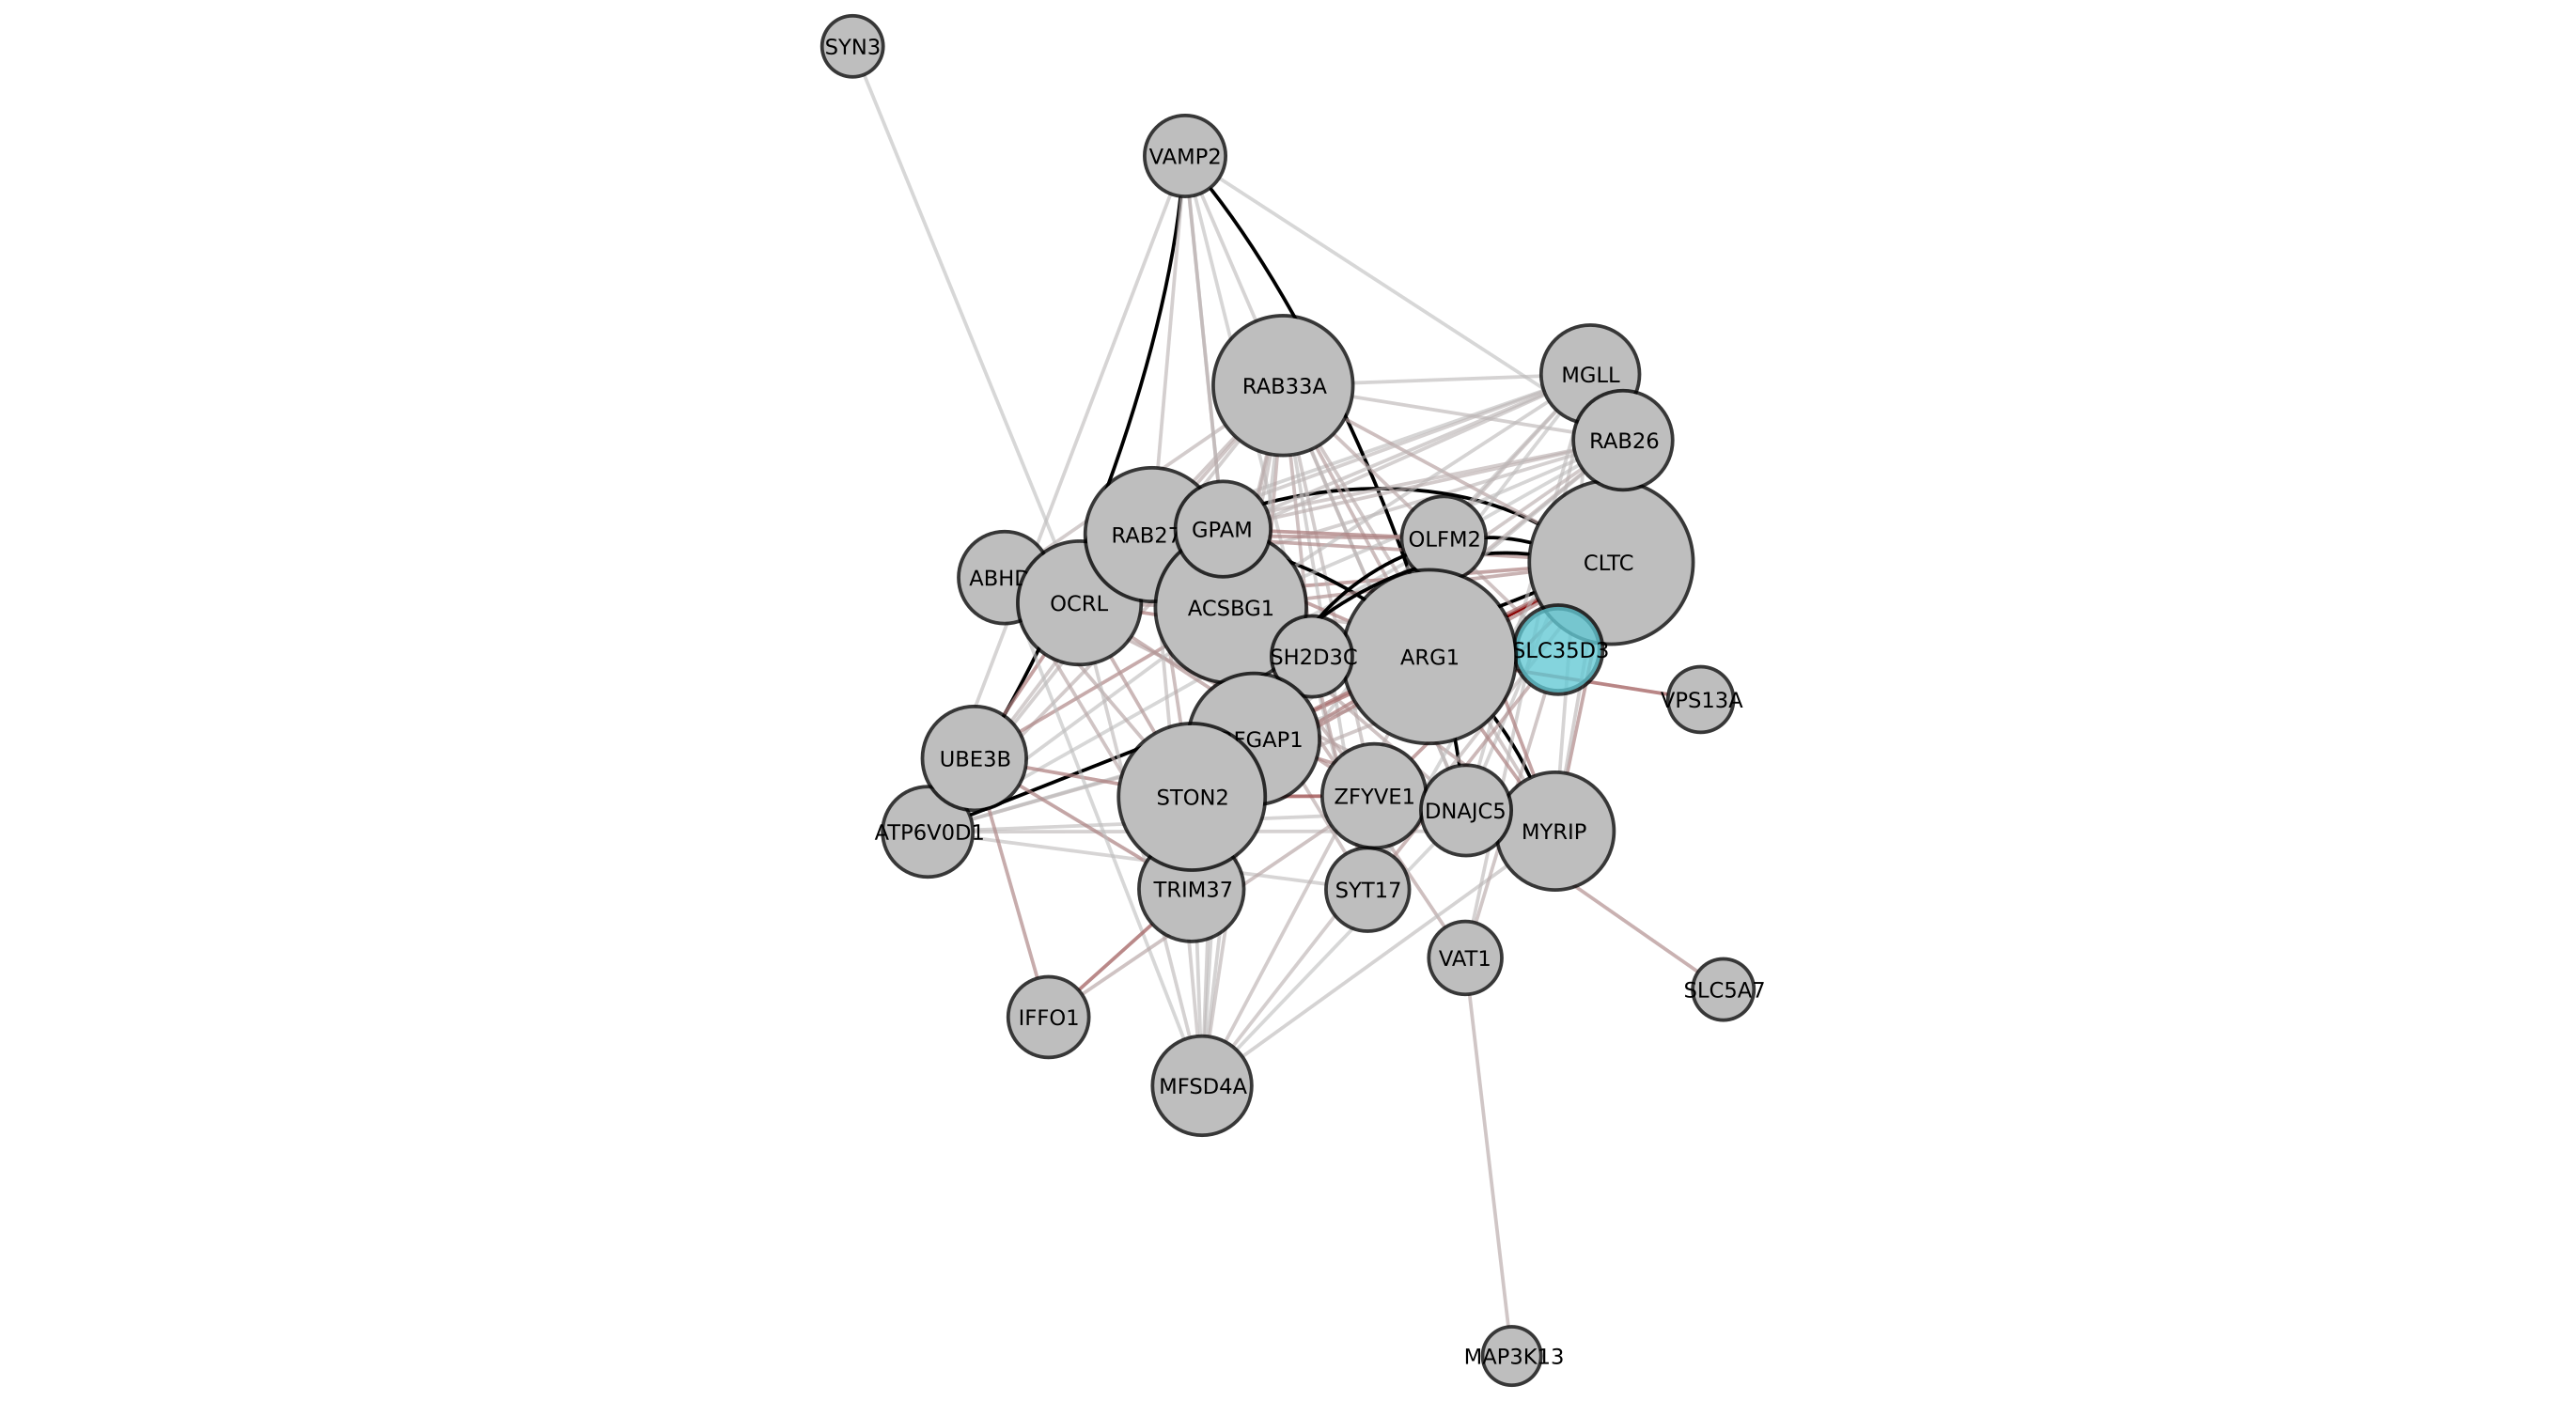 SYN3
VAMP2
RAB33A
MGLL
RAB26
GPAM
RAB27
OLFM2
CLTC
ABHD
OCRL
ACSBG1
SLC35D3
SH2D3C
ARG1
VPS13A
FGAP1
UBE3B
STON2
ZFYVE1
DNAJC5
MYRIP
ATP6V0D1
TRIM37
SYT17
VAT1
SLC5A7
IFFO1
MFSD4A
MAP3K13